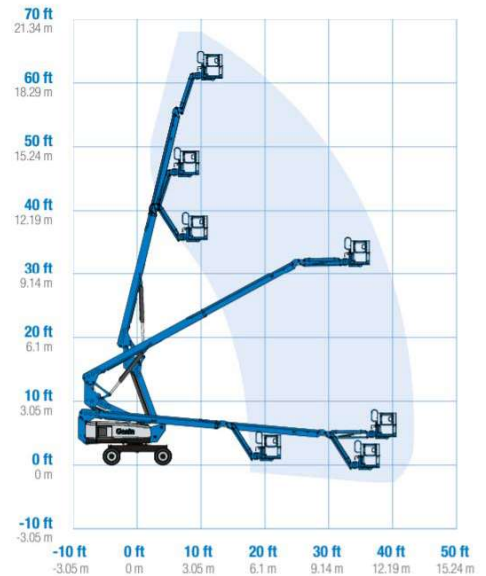 70 ft
21.34 m
60 ft
18.29 m
50 ft
15.24 m
40 ft
12.19 m
30 ft
9.14 m
20 ft
6.1 m
10 ft
3.05 m
Genie
0 ft
0 m
-10 ft
-3.05 m
-10 ft 0 ft 10 ft 20 ft 30 ft 40 ft 50 ft
-3.05 m 0 m 3.05 m 6.1 m 9.14 m 12.19 m 15.24 m